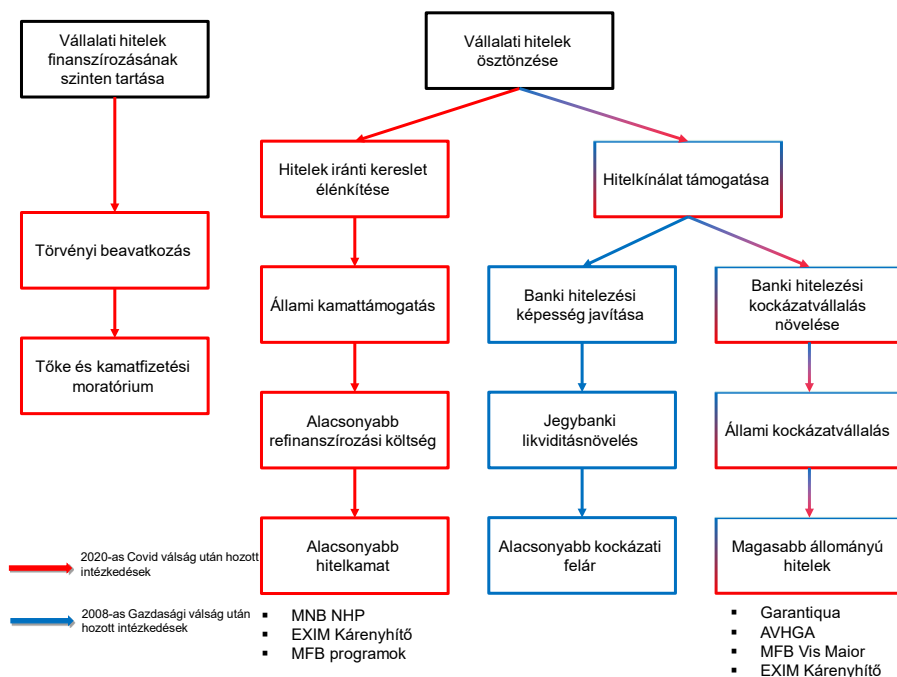 Vállalati hitelek
finanszírozásának
szinten tartása
Törvényi beavatkozás
Tőke és kamatfizetési
moratórium
Vállalati hitelek
ösztönzése
Hitelek iránti kereslet
élénkítése
Állami kamattámogatás
Alacsonyabb
refinanszírozási költség
Alacsonyabb
hitelkamat
▪ MNB NHP
▪ EXIM Kárenyhítő
▪ MFB programok
Hitelkínálat támogatása
Banki hitelezési
képesség javítása
Jegybanki
likviditásnövelés
Alacsonyabb kockázati
felár
Banki hitelezési
kockázatvállalás
növelése
Állami kockázatvállalás
Magasabb állományú
hitelek
▪ Garantiqua
▪ AVHGA
▪ MFB Vis Maior
▪ EXIM Kárenyhítő
2020-as Covid válság után hozott
intézkedések
2008-as Gazdasági válság után
hozott intézkedések